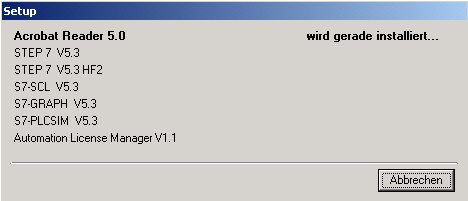 Setup
Acrobat Reader 5.0 wird gerade installiert...
STEP 7 V5.3
STEP 7 V5.3 HF2
S7-SCL V5.3
S7-GRAPH V5.3
S7-PLCSIM V5.3
Automation License Manager V1.1
Abbrechen